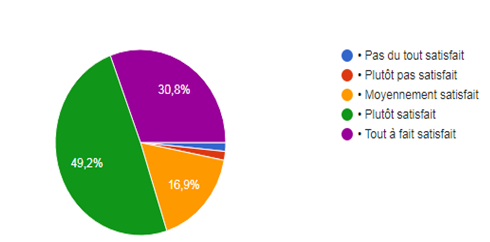 30,8%
49,2%
16,9%
• Pas du tout satisfait
• Plutôt pas satisfait
• Moyennement satisfait
• Plutôt satisfait
• Tout à fait satisfait